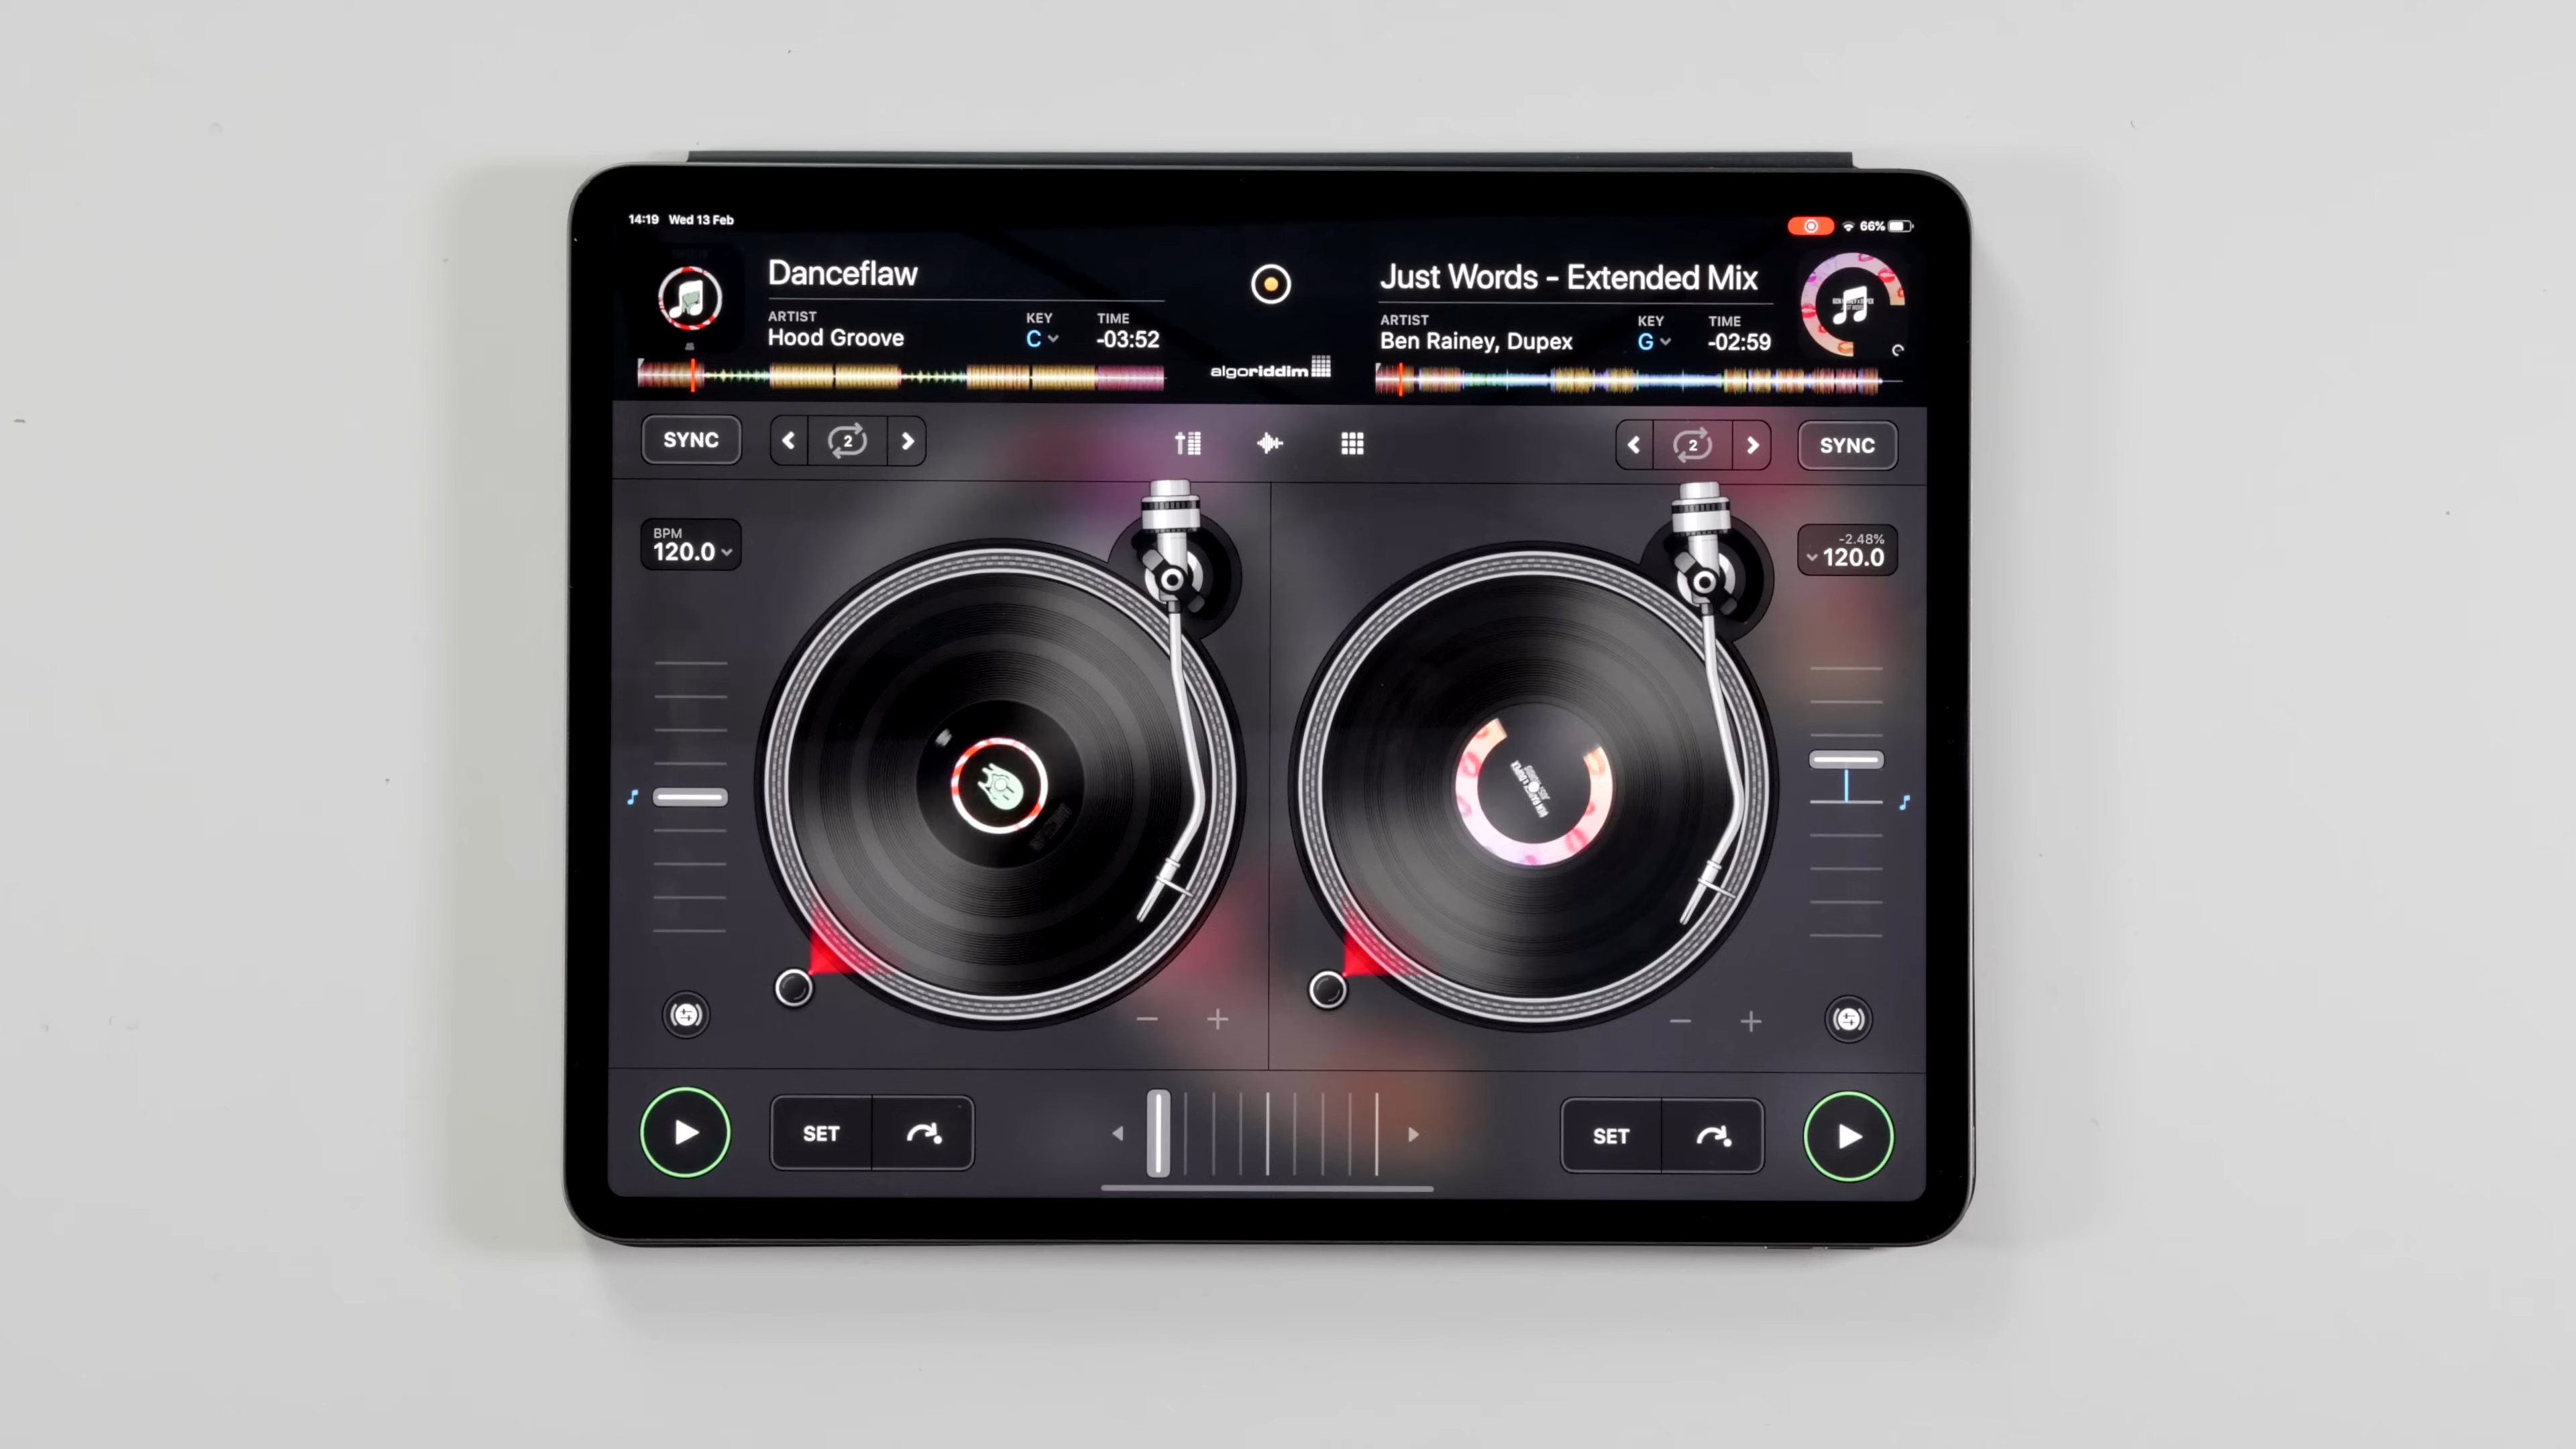 14:19 Wed 13 Feb
66%
Danceflaw
ARTIST KEY TIME
Hood Groove C -03:52
algoriddim
Just Words - Extended Mix
ARTIST KEY TIME
Ben Rainey, Dupex G -02:59
SYNC 2
2 SYNC
BPM
120.0
-2.48%
120.0
SET
SET